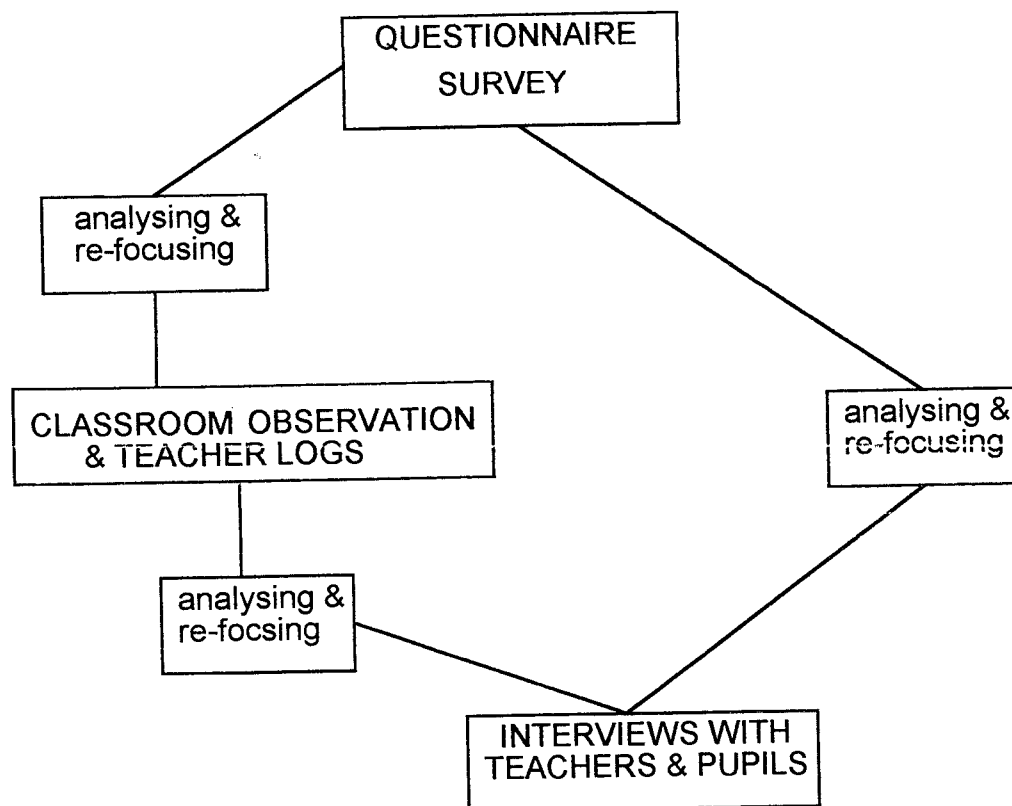 QUESTIONNAIRE
SURVEY
analysing &
re-focusing
CLASSROOM OBSERVATION
& TEACHER LOGS
analysing &
re-focusing
analysing &
re-focsing
INTERVIEWS WITH
TEACHERS & PUPILS